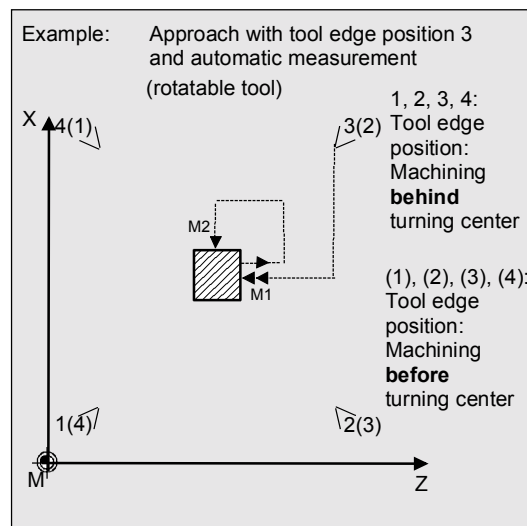 Example: Approach with tool edge position 3
and automatic measurement
(rotatable tool)
1, 2, 3, 4:
Tool edge
position:
Machining
behind
turning center
X
4(1)
3(2)
M2
M1
(1), (2), (3), (4):
Tool edge
position:
Machining
before
turning center
1(4)
2(3)
M
Z